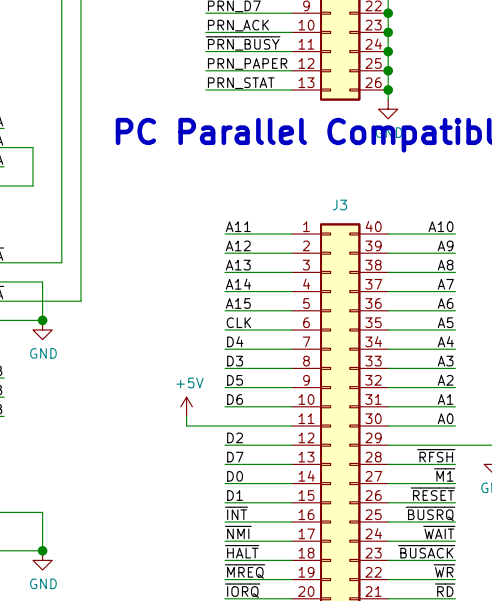 PRN_D7 9 22
PRN_ACK 10 23
PRN_BUSY 11 24
PRN_PAPER 12 25
PRN_STAT 13 26
GND
PC Parallel Compatibl
J3
A11 1 40 A10
A12 2 39 A9
A13 3 38 A8
A14 4 37 A7
A15 5 36 A6
CLK 6 35 A5
D4 7 34 A4
D3 8 33 A3
D5 9 32 A2
D6 10 31 A1
+5V
11 30 A0
D2 12 29
D7 13 28 RFSH
D0 14 27 M1
D1 15 26 RESET
INT 16 25 BUSRQ
NMI 17 24 WAIT
HALT 18 23 BUSACK
MREQ 19 22 WR
IORQ 20 21 RD
GND
GND